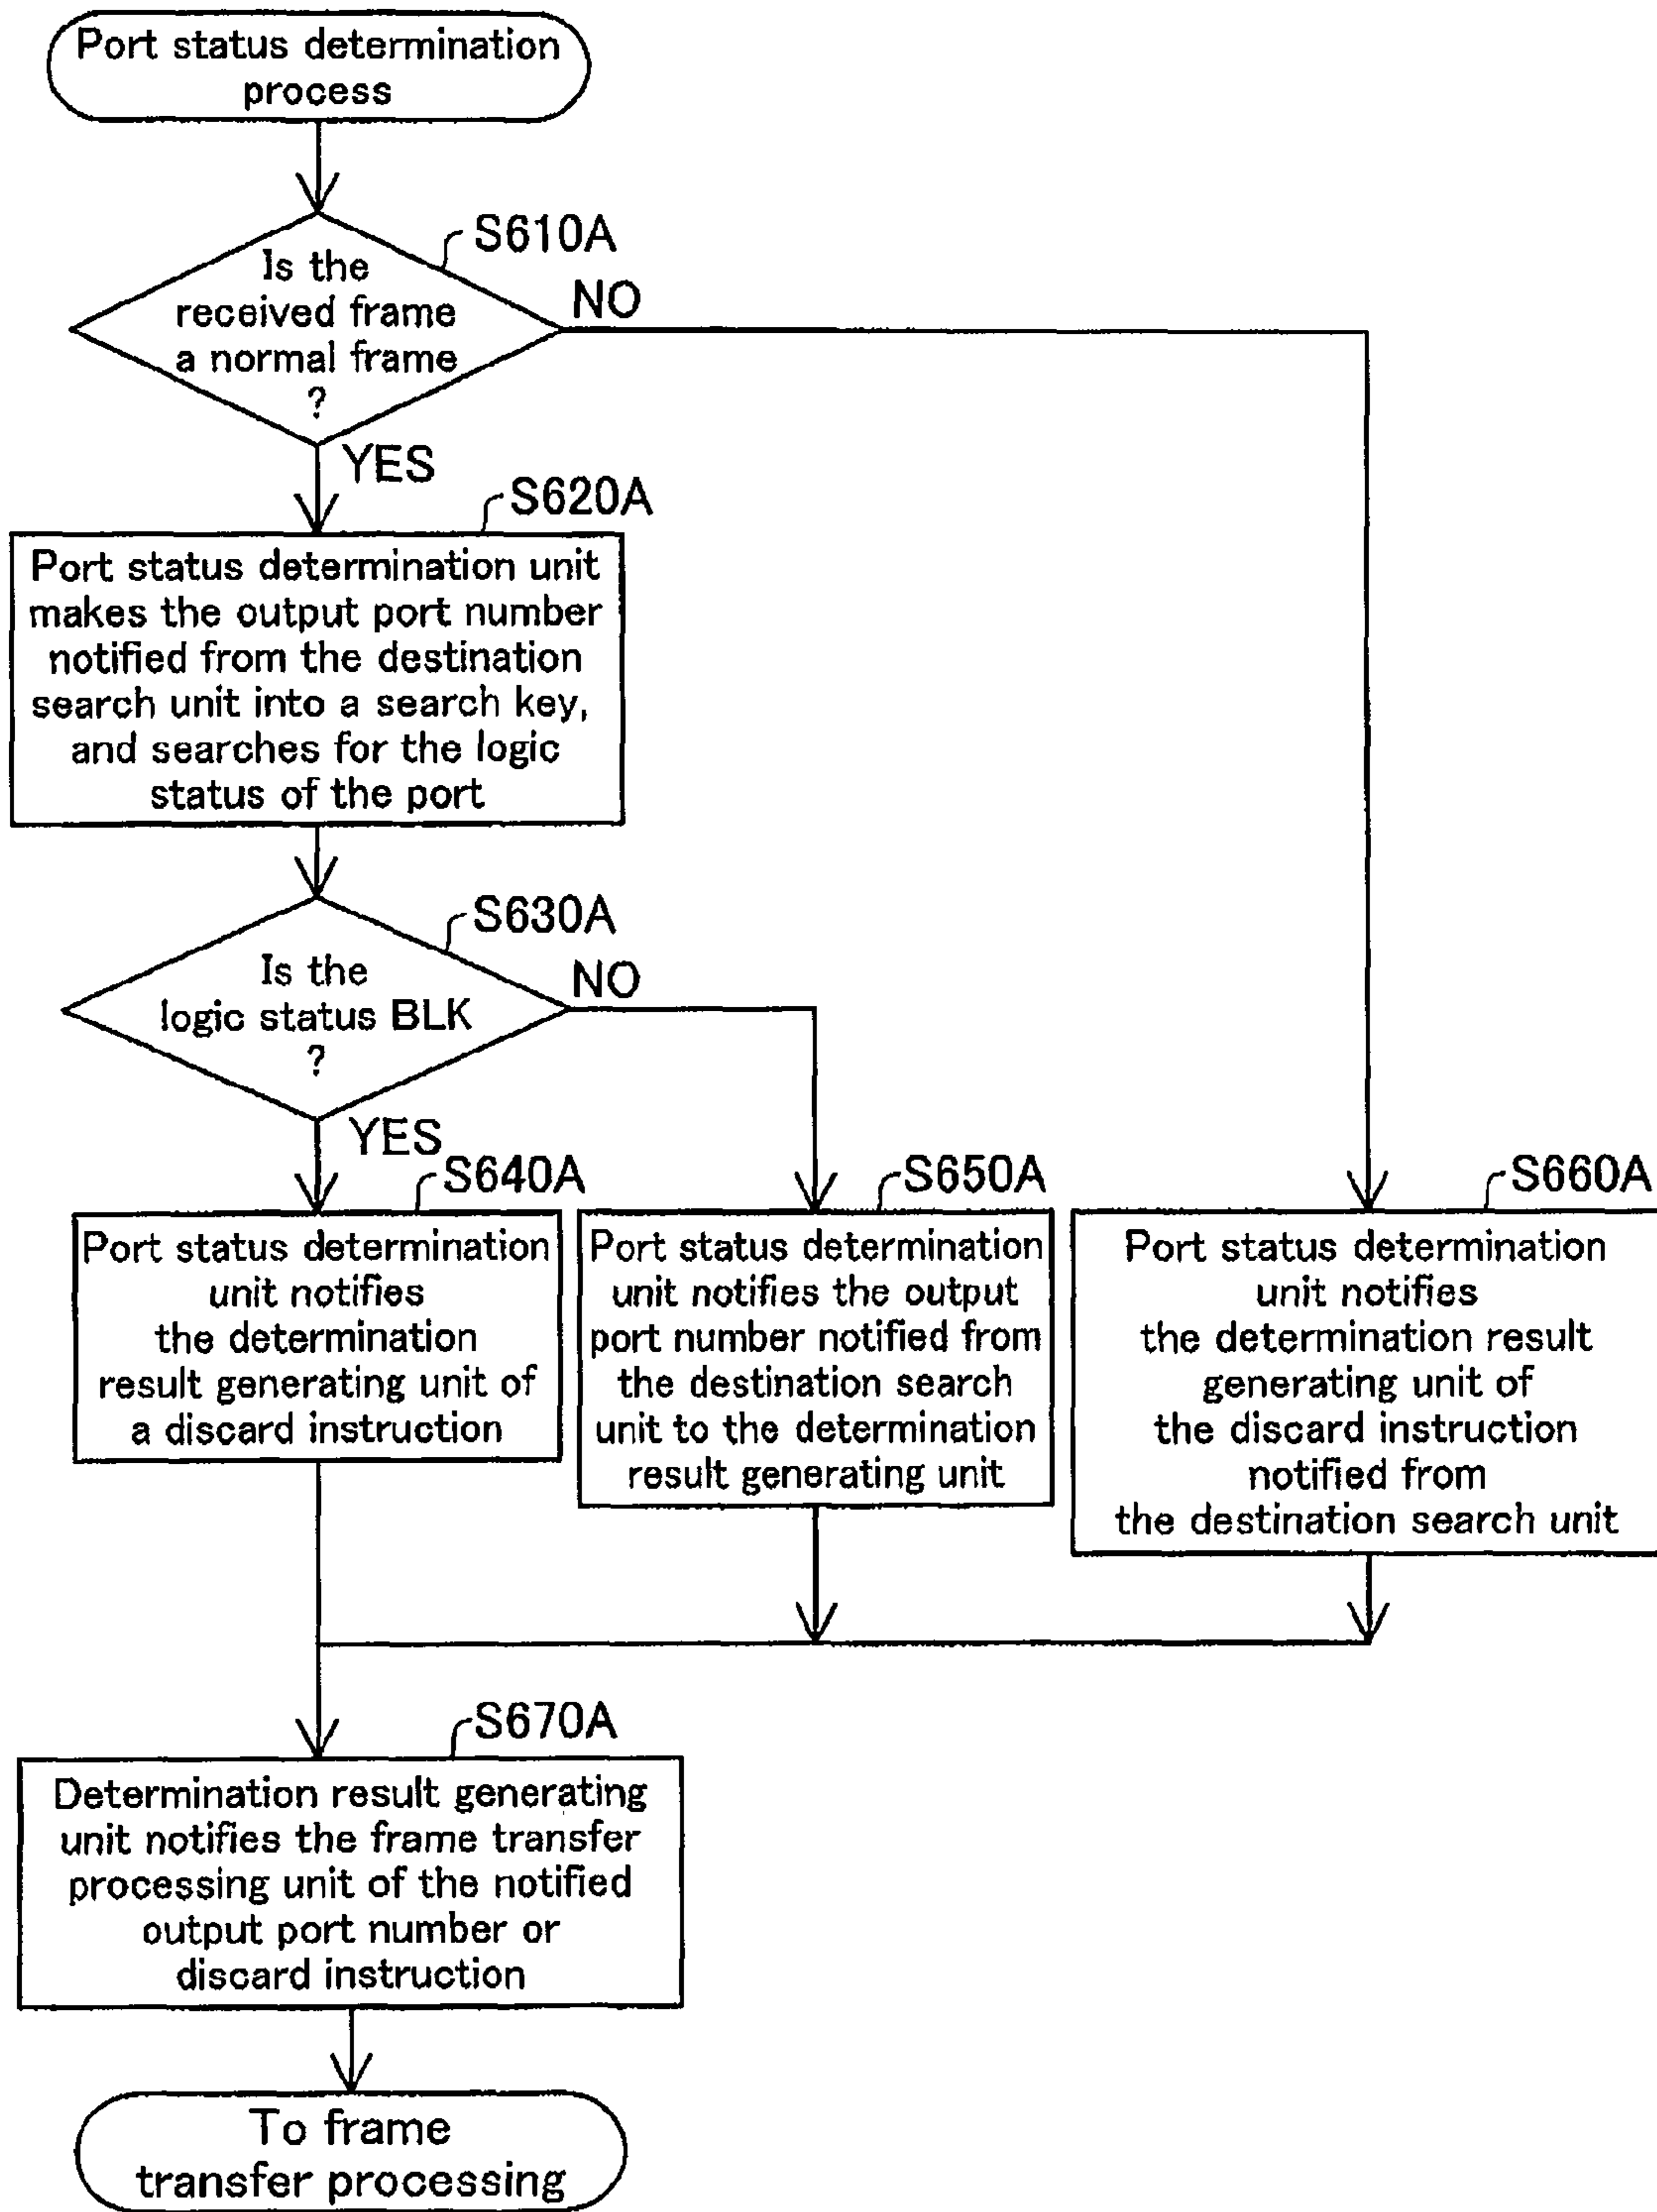 Port status determination
process
S610A
Is the
received frame
a normal frame
?
NO
YES
S620A
Port status determination unit
makes the output port number
notified from the destination
search unit into a search key,
and searches for the logic
status of the port
S630A
Is the
logic status BLK
?
NO
YES
S640A
Port status determination
unit notifies
the determination
result generating unit of
a discard instruction
S650A
Port status determination
unit notifies the output
port number notified from
the destination search
unit to the determination
result generating unit
S660A
Port status determination
unit notifies
the determination result
generating unit of
the discard instruction
notified from
the destination search unit
S670A
Determination result generating
unit notifies the frame transfer
processing unit of the notified
output port number or
discard instruction
To frame
transfer processing